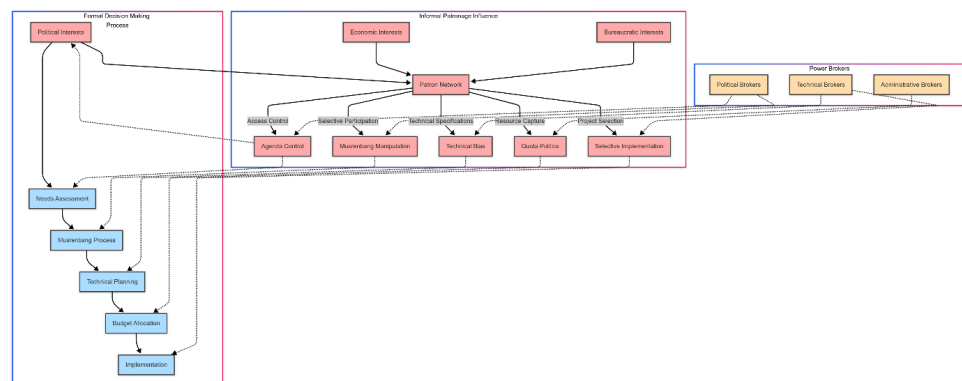 Formal Decision Making
Process
Informal Patronage Influence
Political Interests
Economic Interests
Bureaucratic Interests
Power Brokers
Patron Network
Political Brokers
Technical Brokers
Administrative Brokers
Access Control
Selective Participation
Technical Specifications
Resource Capture
Project Selection
Agenda Control
Musrenbang Manipulation
Technical Bias
Quota Politics
Selective Implementation
Needs Assessment
Musrenbang Process
Technical Planning
Budget Allocation
Implementation